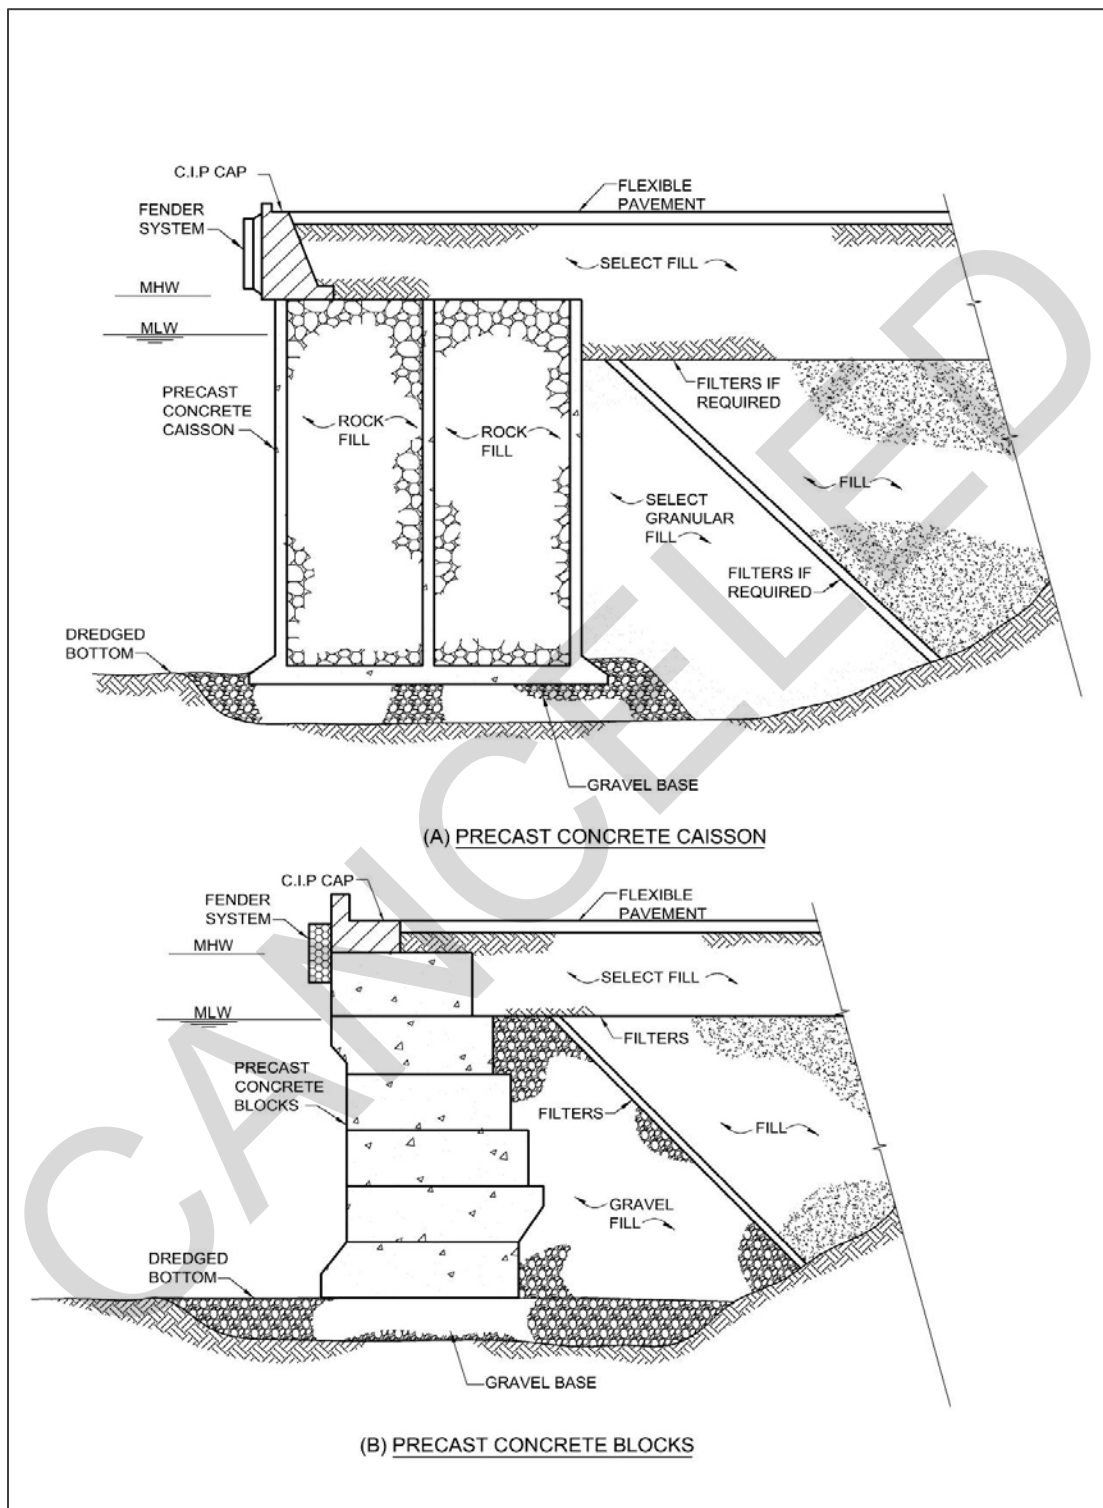 C.I.P CAP
FLEXIBLE
PAVEMENT
FENDER
SYSTEM
SELECT FILL
MHW
MLW
FILTERS IF
REQUIRED
PRECAST
CONCRETE
CAISSON
ROCK
FILL
ROCK
FILL
FILL
SELECT
GRANULAR
FILL
FILTERS IF
REQUIRED
DREDGED
BOTTOM
GRAVEL BASE
(A) PRECAST CONCRETE CAISSON
C.I.P CAP
FLEXIBLE
PAVEMENT
FENDER
SYSTEM
MHW
SELECT FILL
MLW
FILTERS
PRECAST
CONCRETE
BLOCKS
FILTERS
FILL
GRAVEL
FILL
DREDGED
BOTTOM
GRAVEL BASE
(B) PRECAST CONCRETE BLOCKS
CANCELED